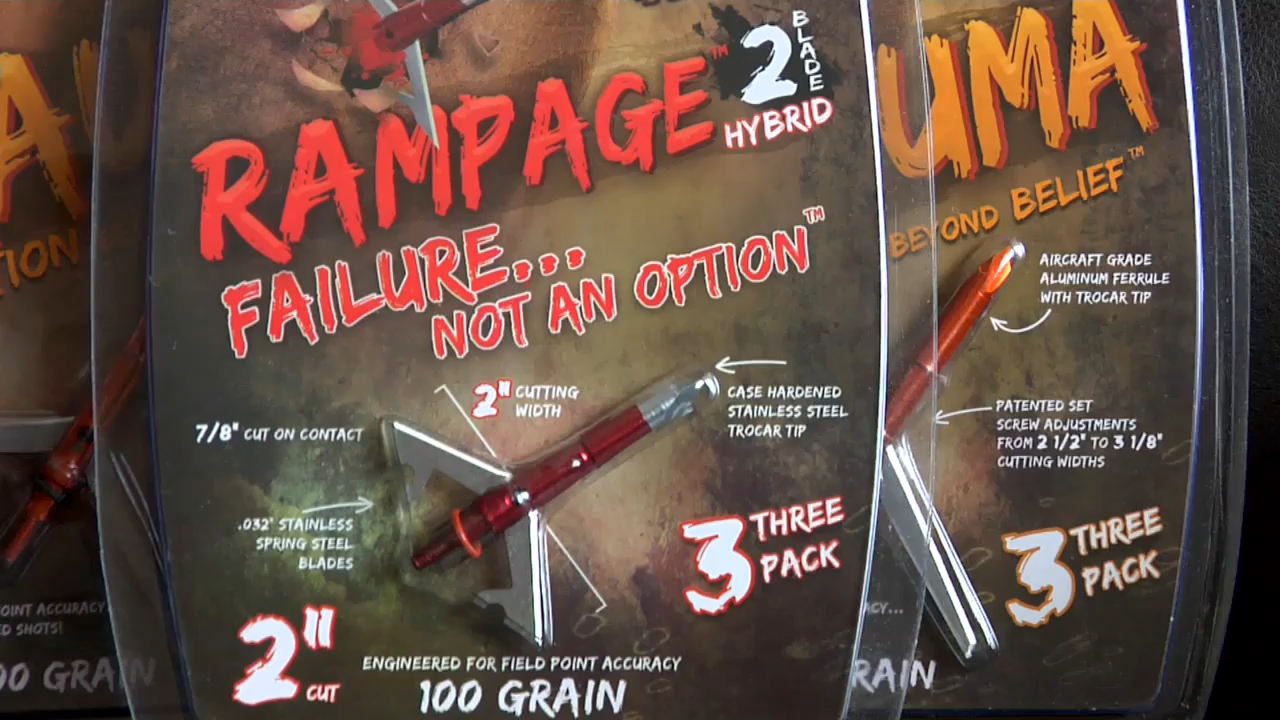 RAMPAGE™
2
BLADE
HYBRID
FAILURE...
NOT AN OPTION™
2" CUTTING
WIDTH
7/8" CUT ON CONTACT
CASE HARDENED
STAINLESS STEEL
TROCAR TIP
.032" STAINLESS
SPRING STEEL
BLADES
3 THREE
PACK
2"
CUT
ENGINEERED FOR FIELD POINT ACCURACY
100 GRAIN
UMA
BEYOND BELIEF™
AIRCRAFT GRADE
ALUMINUM FERRULE
WITH TROCAR TIP
PATENTED SET
SCREW ADJUSTMENTS
FROM 2 1/2" TO 3 1/8"
CUTTING WIDTHS
3 THREE
PACK
RAIN
OINT ACCURACY
D SHOTS!
00 GRAIN